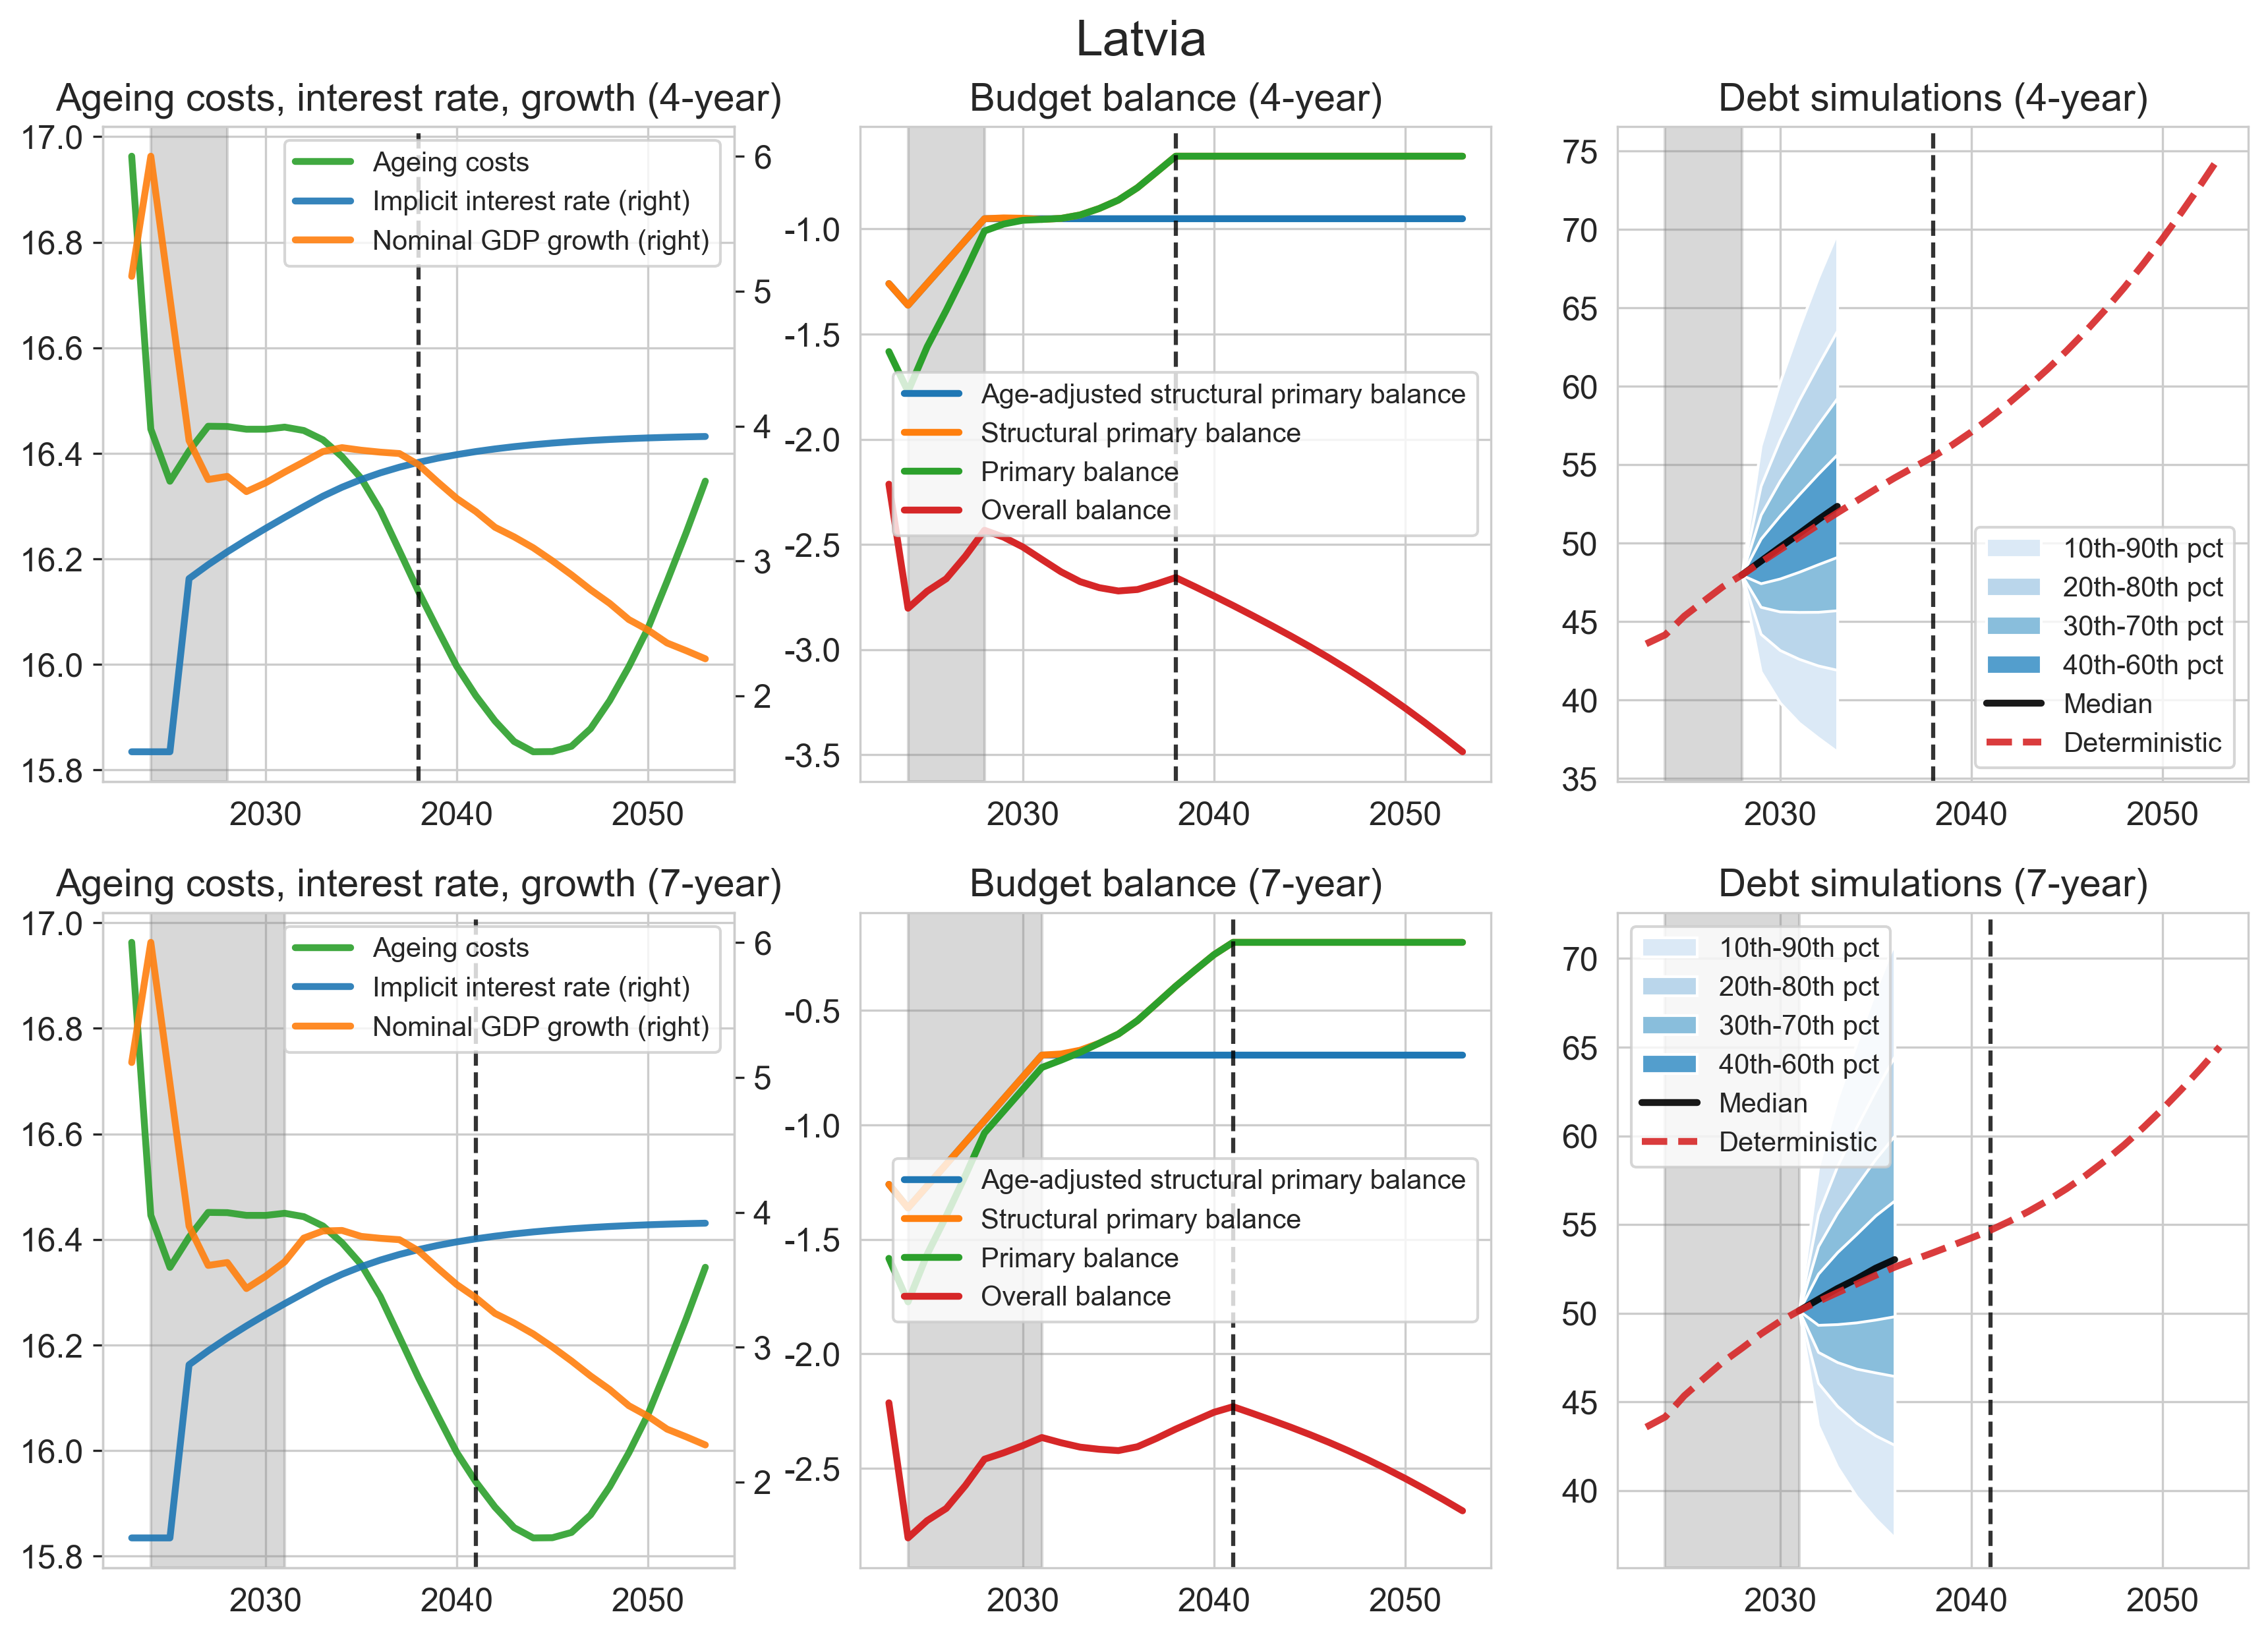 Latvia
Ageing costs, interest rate, growth (4-year)
17.0
16.8
16.6
16.4
16.2
16.0
15.8
6
5
4
3
2
2030
2040
2050
Ageing costs
Implicit interest rate (right)
Nominal GDP growth (right)
Budget balance (4-year)
-1.0
-1.5
-2.0
-2.5
-3.0
-3.5
2030
2040
2050
Age-adjusted structural primary balance
Structural primary balance
Primary balance
Overall balance
Debt simulations (4-year)
75
70
65
60
55
50
45
40
35
2030
2040
2050
10th-90th pct
20th-80th pct
30th-70th pct
40th-60th pct
Median
Deterministic
Ageing costs, interest rate, growth (7-year)
17.0
16.8
16.6
16.4
16.2
16.0
15.8
6
5
4
3
2
2030
2040
2050
Ageing costs
Implicit interest rate (right)
Nominal GDP growth (right)
Budget balance (7-year)
-0.5
-1.0
-1.5
-2.0
-2.5
2030
2040
2050
Age-adjusted structural primary balance
Structural primary balance
Primary balance
Overall balance
Debt simulations (7-year)
70
65
60
55
50
45
40
2030
2040
2050
10th-90th pct
20th-80th pct
30th-70th pct
40th-60th pct
Median
Deterministic